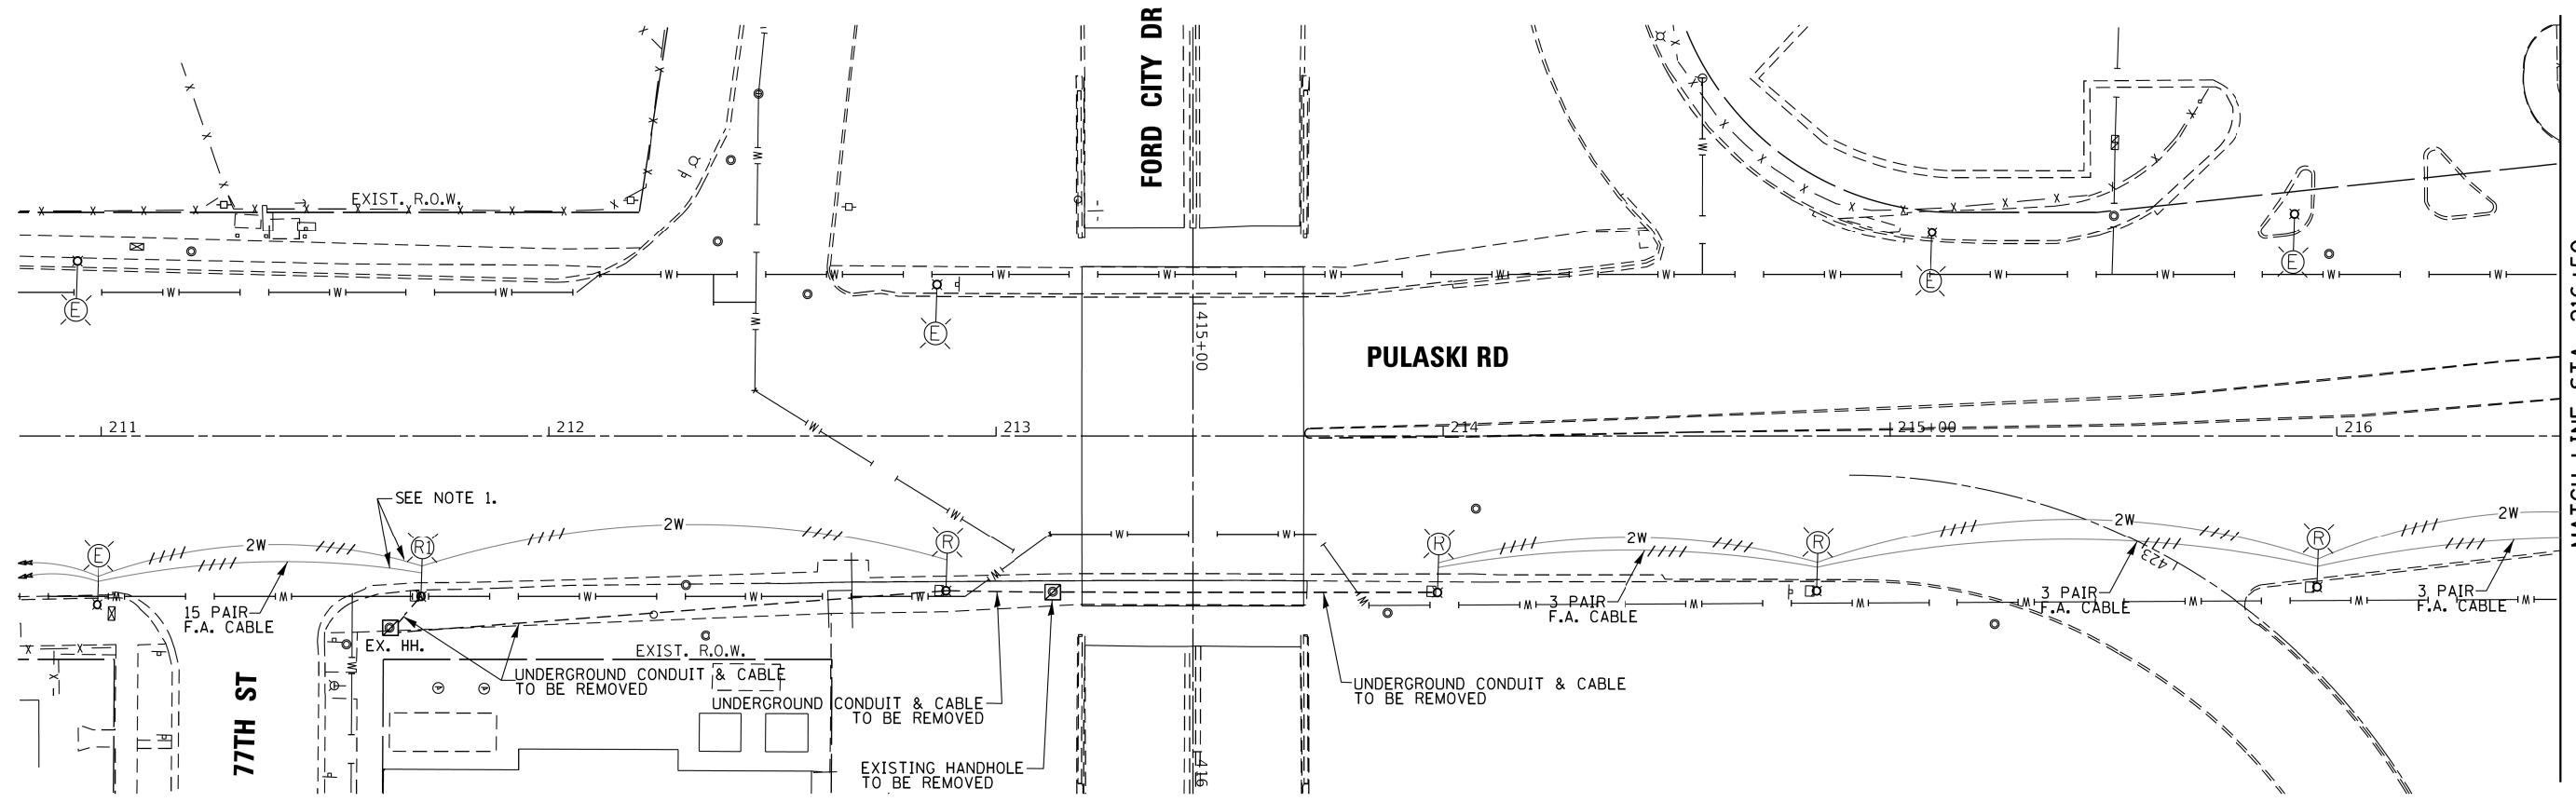 FORD CITY DR
EXIST. R.O.W.
W W W W W W W W W W W W W W W
E
E
E
E
415+00
PULASKI RD
211
212
213
214
215+00
216
SEE NOTE 1.
E
2W
R1
2W
R
R
2W
R
2W
R
2W
423
15 PAIR
F.A. CABLE
3 PAIR
F.A. CABLE
3 PAIR
F.A. CABLE
3 PAIR
F.A. CABLE
EX. HH.
EXIST. R.O.W.
UNDERGROUND CONDUIT & CABLE
TO BE REMOVED
UNDERGROUND CONDUIT & CABLE
TO BE REMOVED
UNDERGROUND CONDUIT & CABLE
TO BE REMOVED
77TH ST
EXISTING HANDHOLE
TO BE REMOVED
416